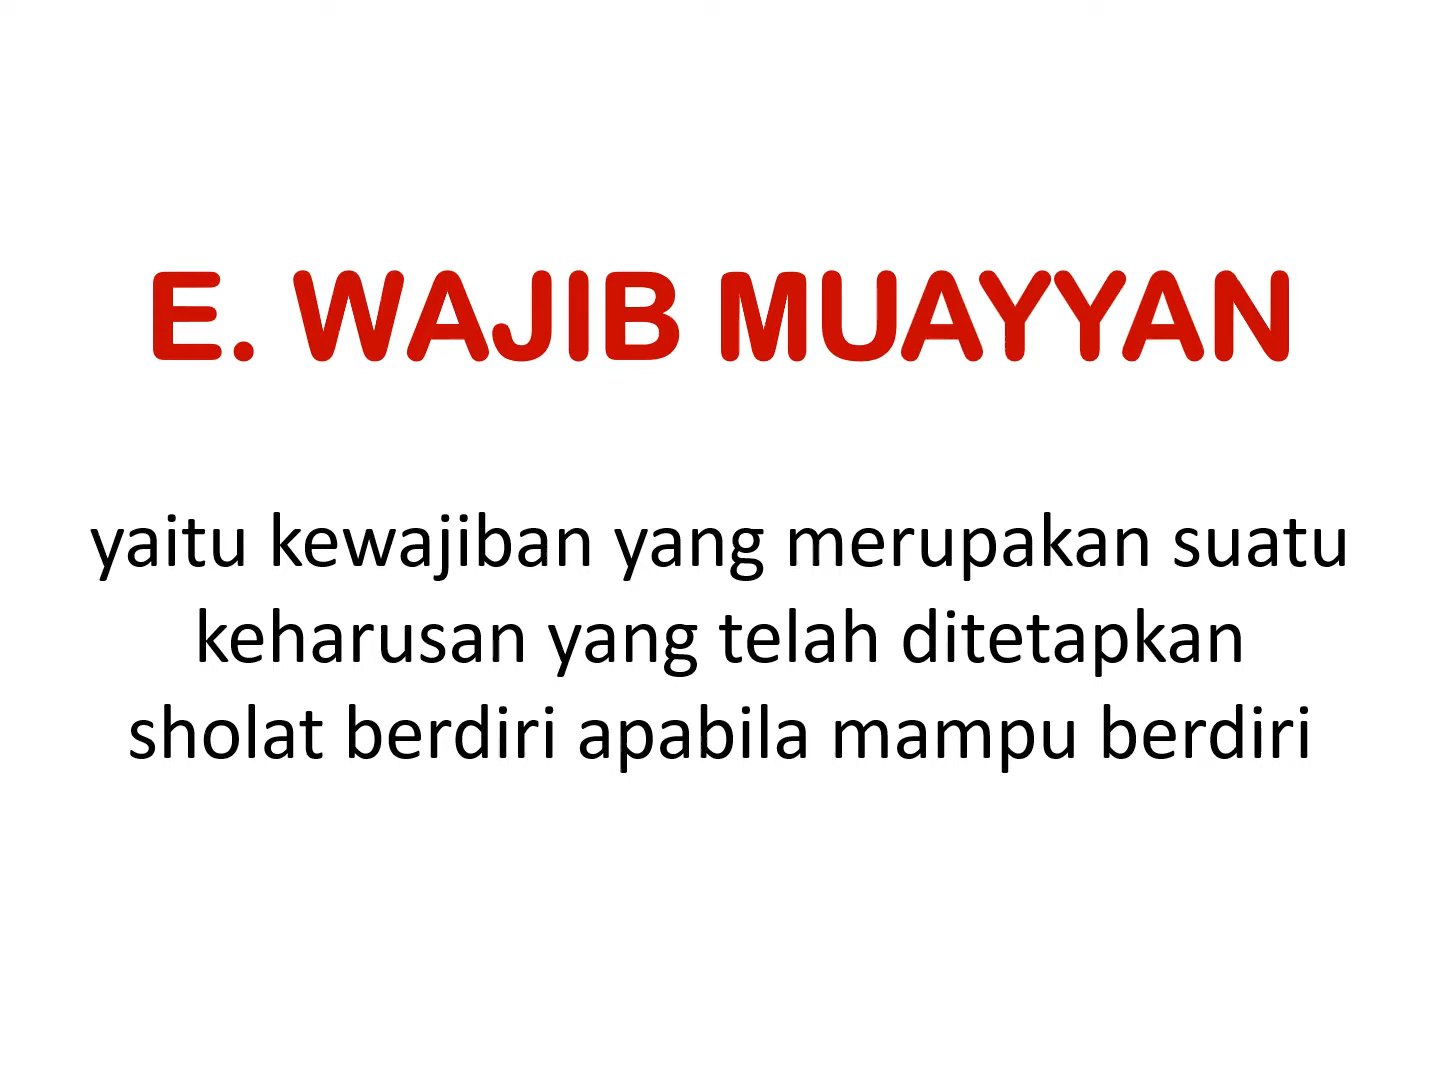 E. WAJIB MUAYYAN
yaitu kewajiban yang merupakan suatu
keharusan yang telah ditetapkan
sholat berdiri apabila mampu berdiri